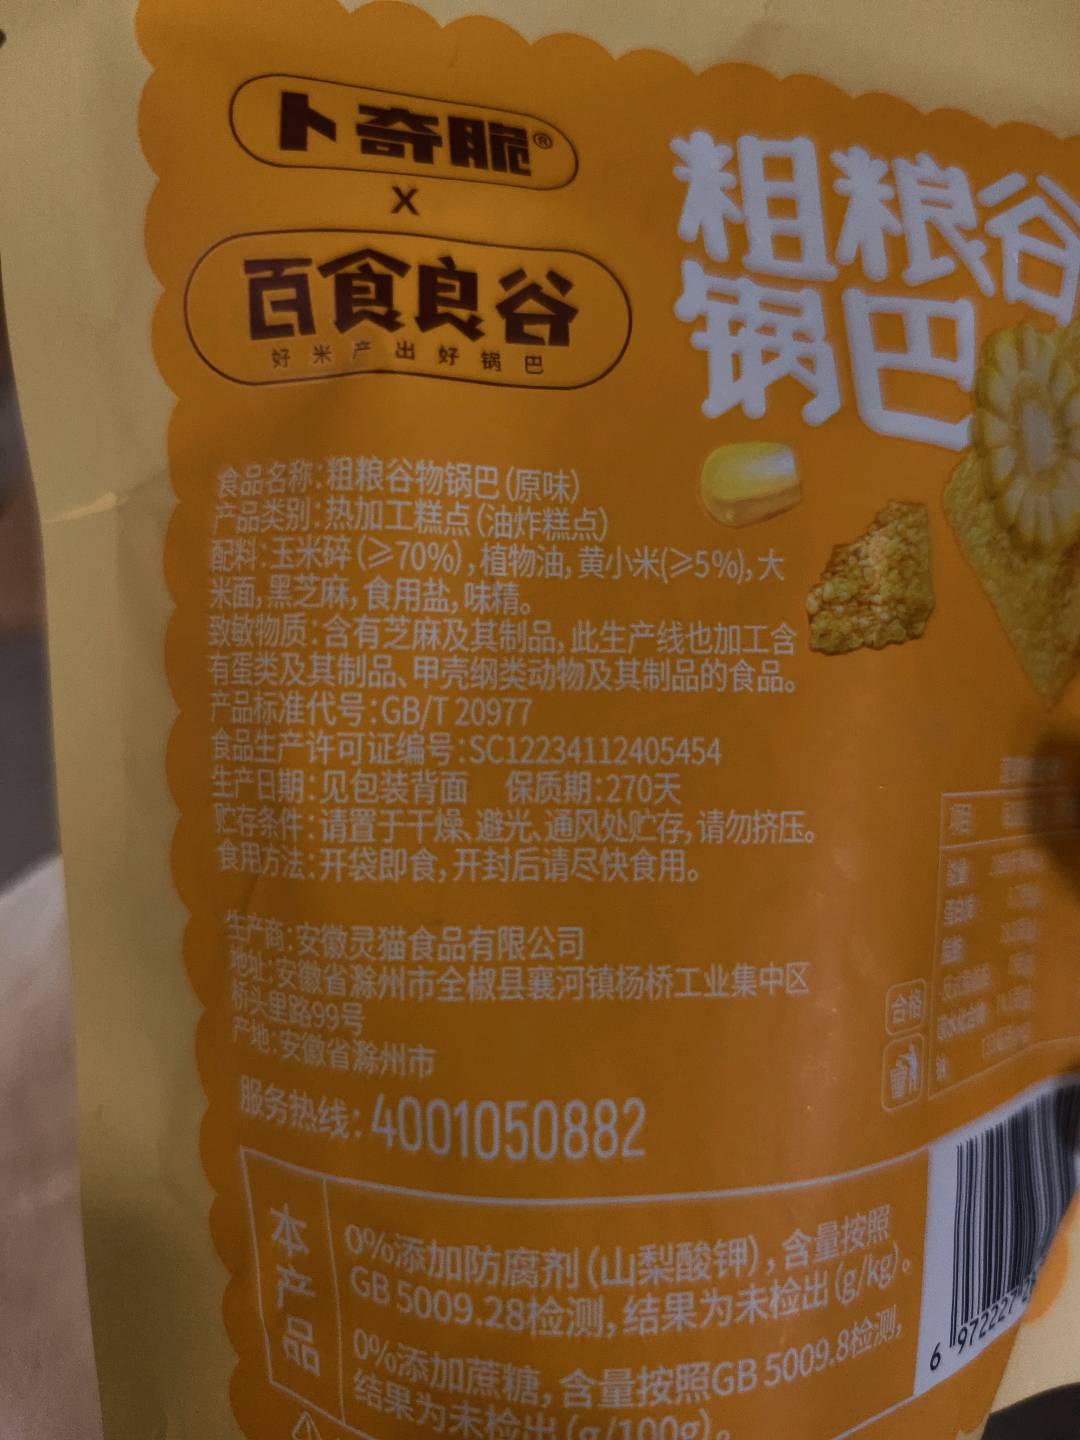 卜奇脆®
X
百食良谷
好米产出好锅巴
粗粮谷
锅巴
食品名称:粗粮谷物锅巴(原味)
产品类别:热加工糕点(油炸糕点)
配料:玉米碎(≥70%),植物油,黄小米(≥5%),大
米面,黑芝麻,食用盐,味精。
致敏物质:含有芝麻及其制品,此生产线也加工含
有蛋类及其制品、甲壳纲类动物及其制品的食品。
产品标准代号:GB/T 20977
食品生产许可证编号:SC12234112405454
生产日期:见包装背面 保质期:270天
贮存条件:请置于干燥、避光、通风处贮存,请勿挤压。
食用方法:开袋即食,开封后请尽快食用。
生产商:安徽灵猫食品有限公司
地址:安徽省滁州市全椒县襄河镇杨桥工业集中区
桥头里路99号
产地:安徽省滁州市
服务热线:4001050882
合格
本产品
0%添加防腐剂(山梨酸钾),含量按照
GB 5009.28检测,结果为未检出(g/kg)。
0%添加蔗糖,含量按照GB 5009.8检测,
结果为未检出(g/100g)。
6 972227